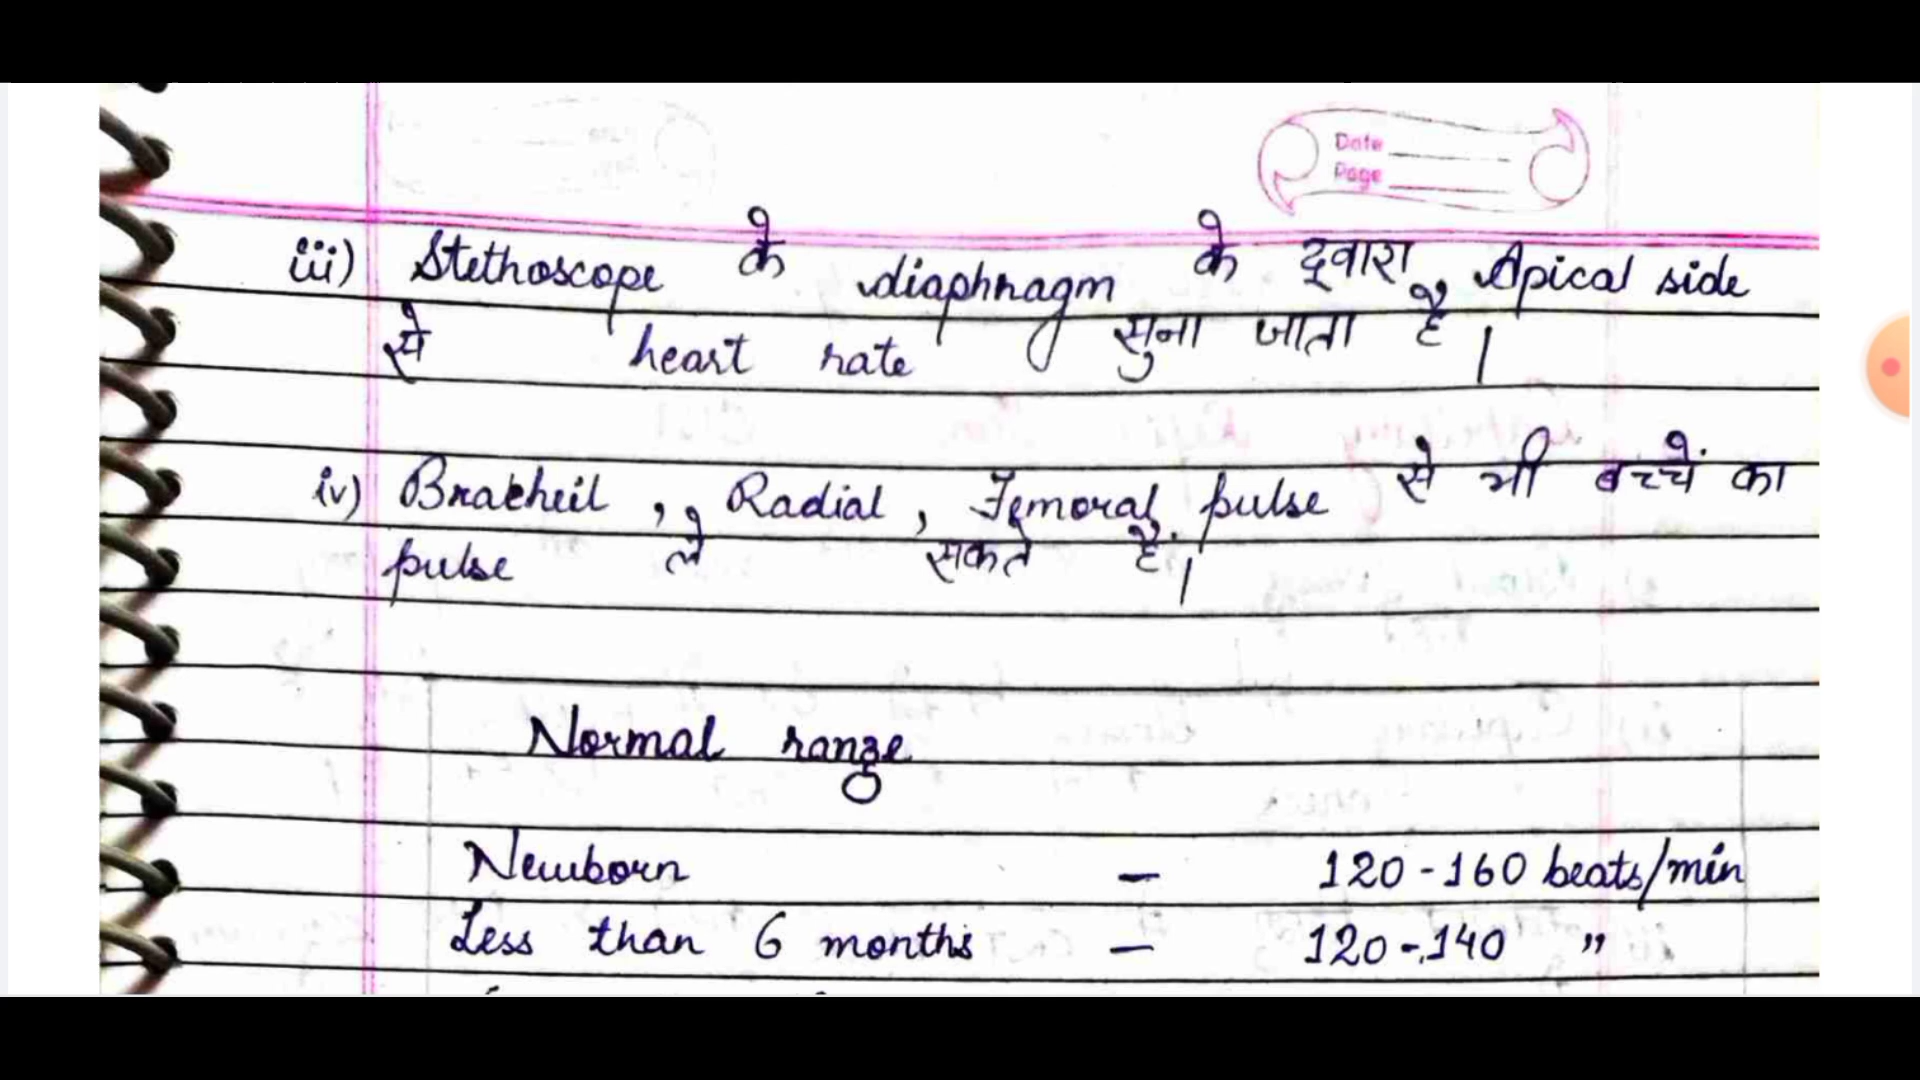 Date
Page
iii) Stethoscope के diaphragm के द्वारा Apical side
से heart rate सुना जाता है।
iv) Brakheil, Radial, Femoral pulse से भी बच्चें का
pulse ले सकते हैं।
Normal range
Newborn - 120-160 beats/min
Less than 6 months - 120-140 "